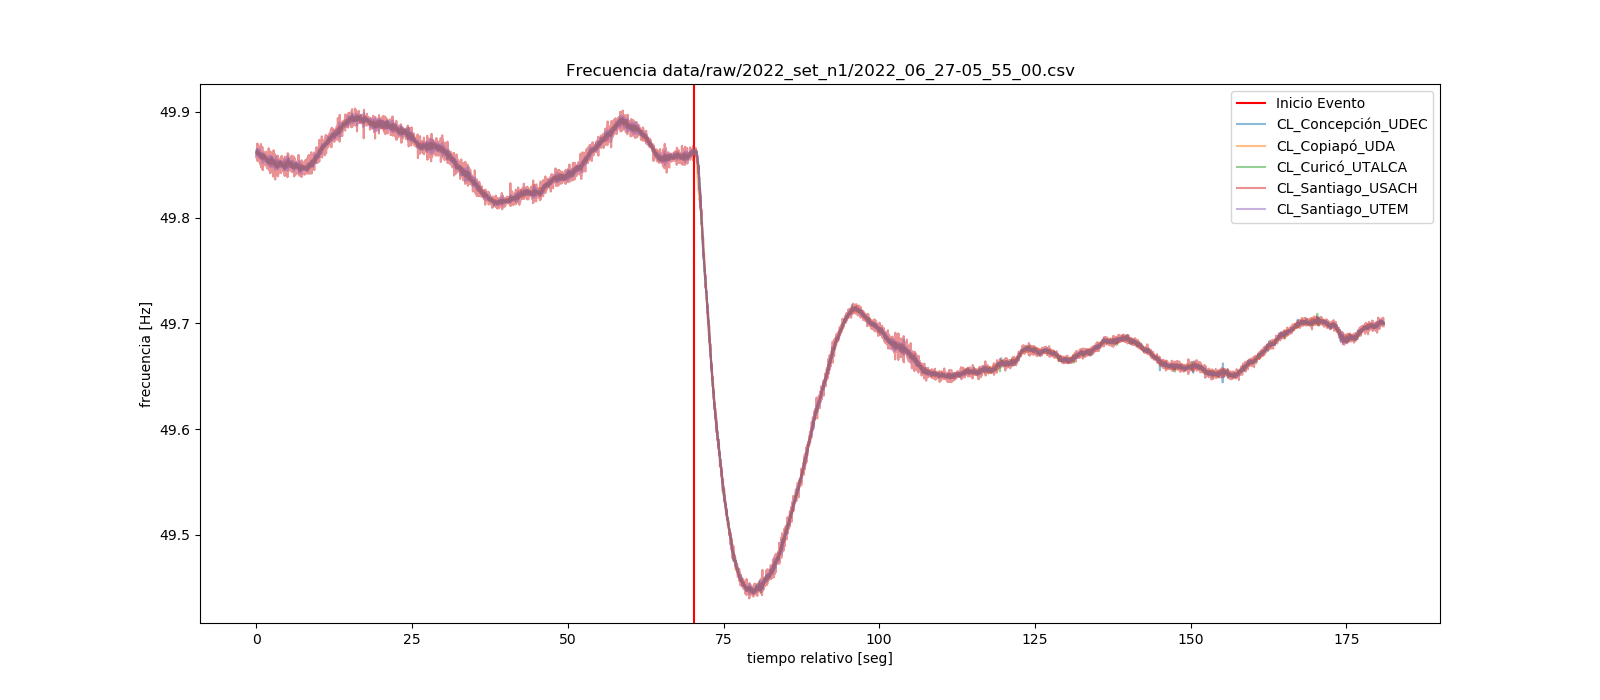 Frecuencia data/raw/2022_set_n1/2022_06_27-05_55_00.csv
Inicio Evento
CL_Concepción_UDEC
CL_Copiapó_UDA
CL_Curicó_UTALCA
CL_Santiago_USACH
CL_Santiago_UTEM
frecuencia [Hz]
49.9
49.8
49.7
49.6
49.5
0 25 50 75 100 125 150 175
tiempo relativo [seg]